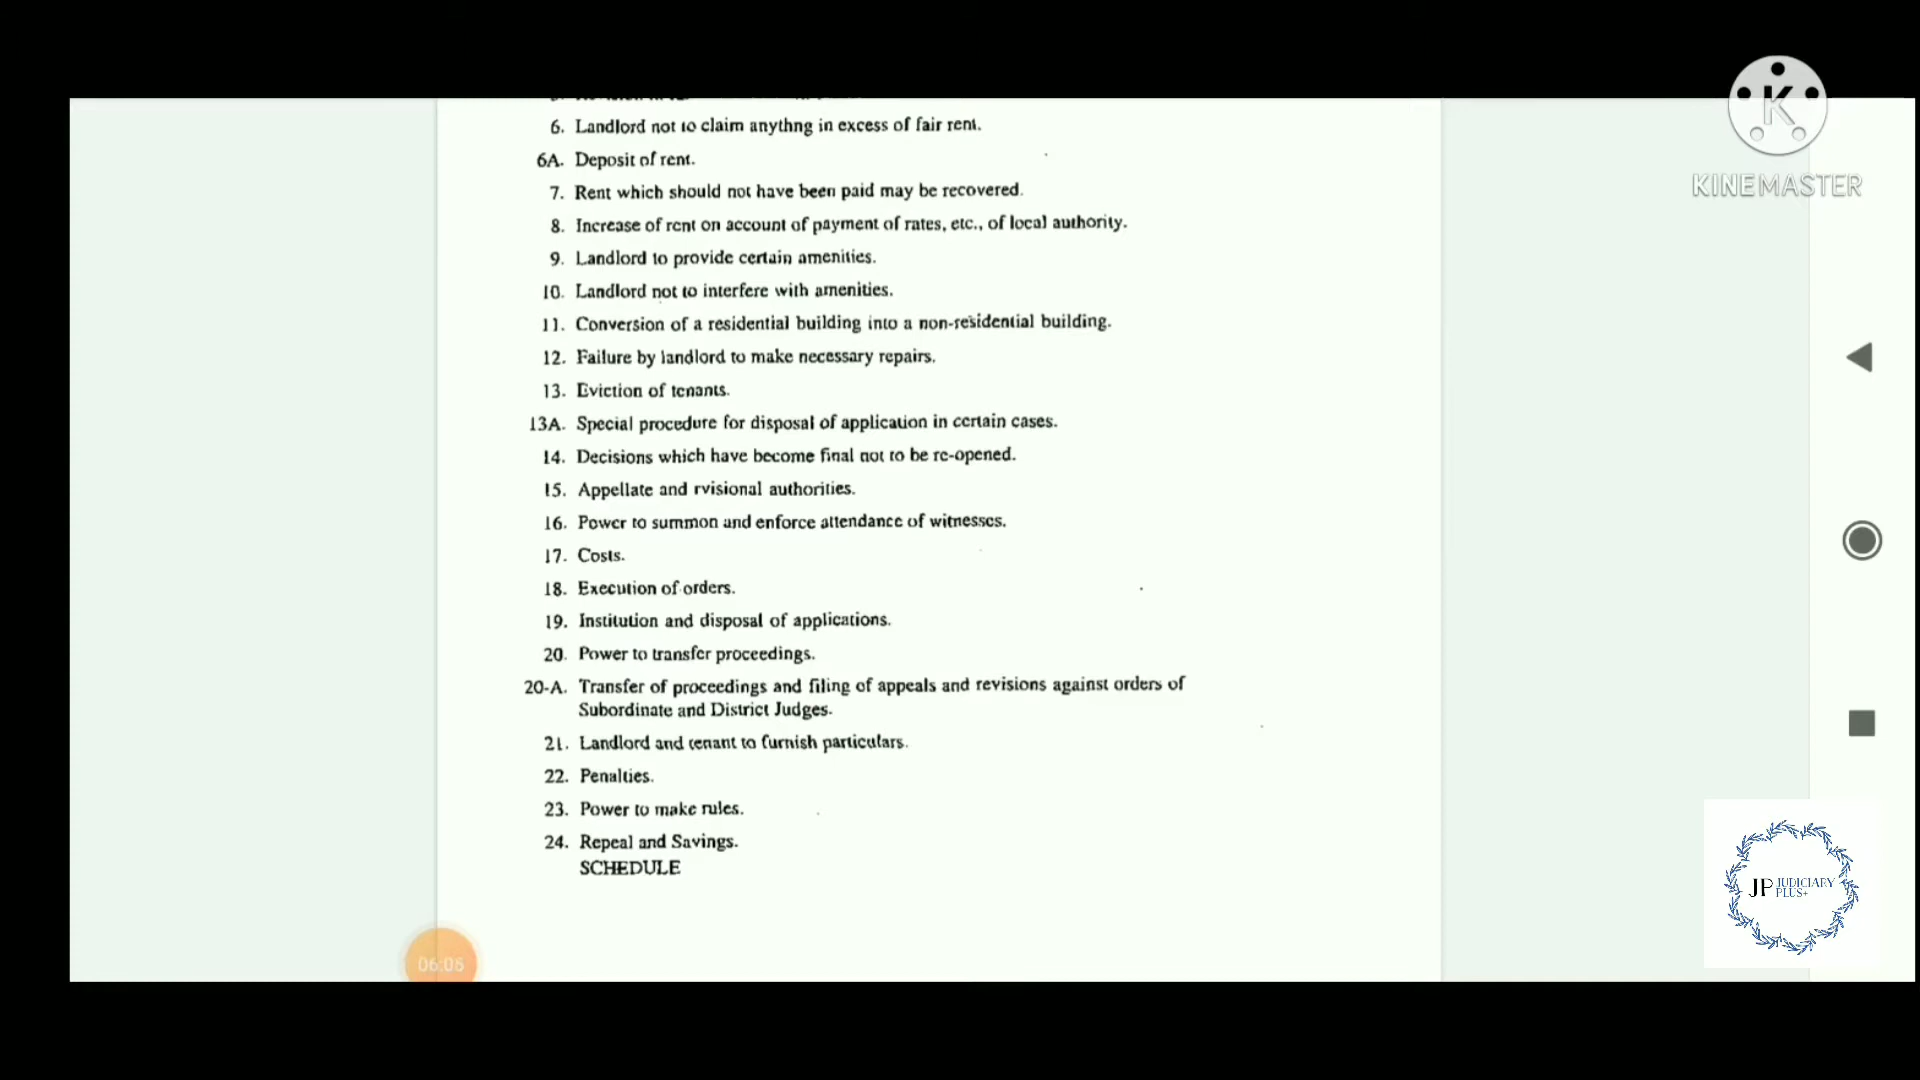 6. Landlord not to claim anythng in excess of fair rent.
6A. Deposit of rent.
7. Rent which should not have been paid may be recovered.
8. Increase of rent on account of payment of rates, etc., of local authority.
9. Landlord to provide certain amenities.
10. Landlord not to interfere with amenities.
11. Conversion of a residential building into a non-residential building.
12. Failure by landlord to make necessary repairs.
13. Eviction of tenants.
13A. Special procedure for disposal of application in certain cases.
14. Decisions which have become final not to be re-opened.
15. Appellate and rvisional authorities.
16. Power to summon and enforce attendance of witnesses.
17. Costs.
18. Execution of orders.
19. Institution and disposal of applications.
20. Power to transfer proceedings.
20-A. Transfer of proceedings and filing of appeals and revisions against orders of
Subordinate and District Judges.
21. Landlord and tenant to furnish particulars.
22. Penalties.
23. Power to make rules.
24. Repeal and Savings.
SCHEDULE
06:08
K
KINEMASTER
JP JUDICIARY
PLUS+